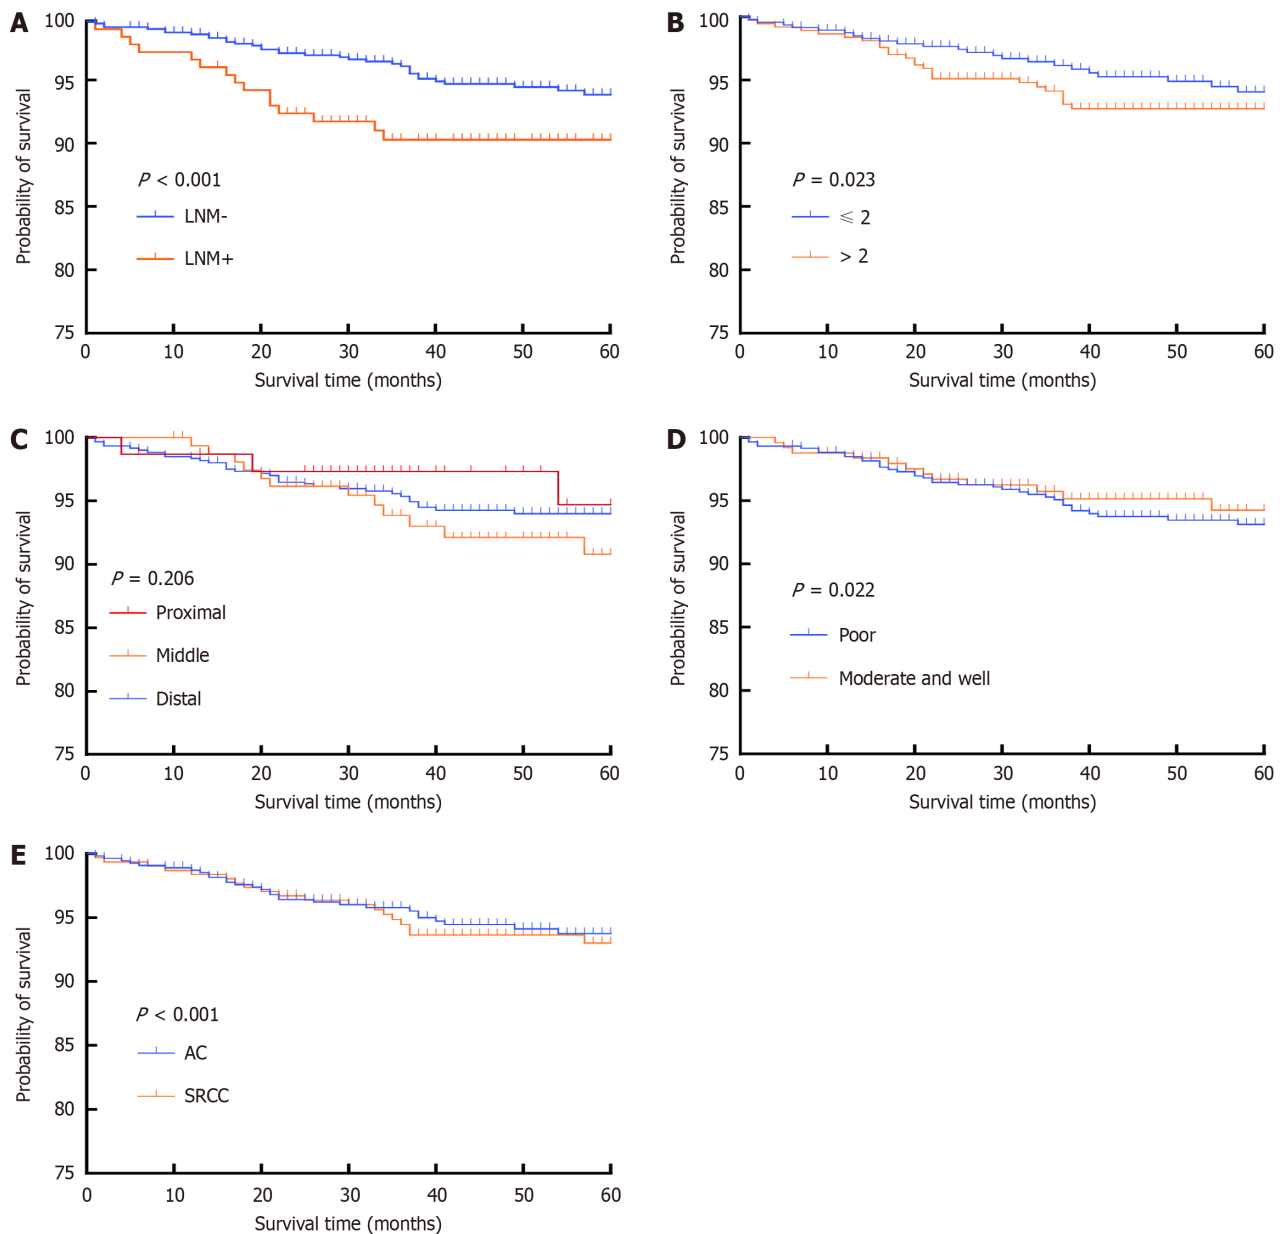 A
100
95
90
85
80
75
Probability of survival
P < 0.001
LNM-
LNM+
0 10 20 30 40 50 60
Survival time (months)
B
100
95
90
85
80
75
Probability of survival
P = 0.023
⩽ 2
> 2
0 10 20 30 40 50 60
Survival time (months)
C
100
95
90
85
80
75
Probability of survival
P = 0.206
Proximal
Middle
Distal
0 10 20 30 40 50 60
Survival time (months)
D
100
95
90
85
80
75
Probability of survival
P = 0.022
Poor
Moderate and well
0 10 20 30 40 50 60
Survival time (months)
E
100
95
90
85
80
75
Probability of survival
P < 0.001
AC
SRCC
0 10 20 30 40 50 60
Survival time (months)